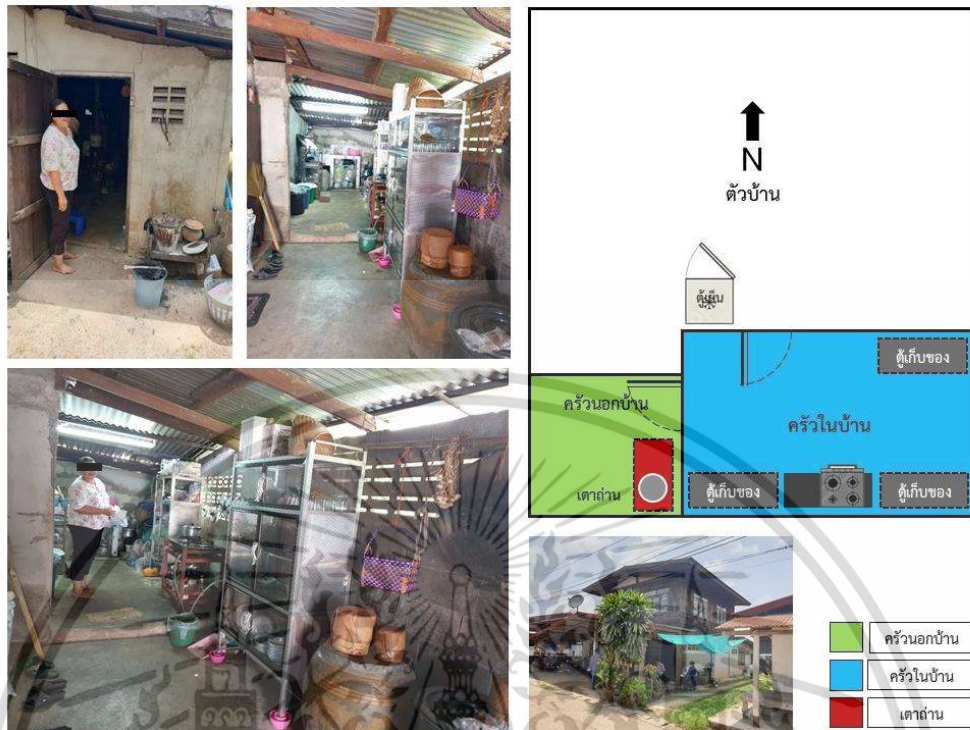 N
ตัวบ้าน
ตู้เย็น
ตู้เก็บของ
ครัวนอกบ้าน
ครัวในบ้าน
เตาถ่าน
ตู้เก็บของ
ตู้เก็บของ
ครัวนอกบ้าน
ครัวในบ้าน
เตาถ่าน